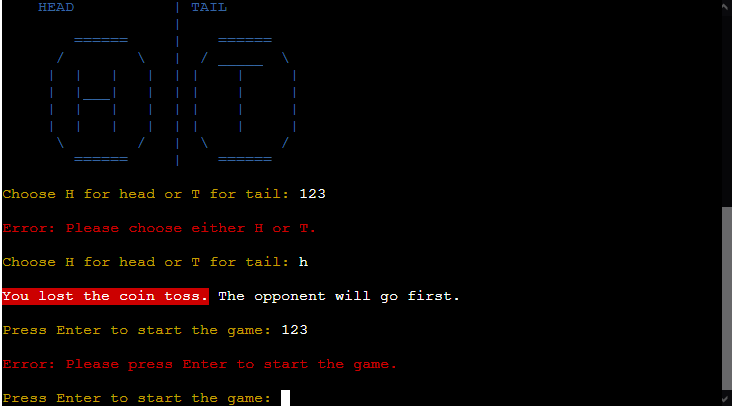 HEAD | TAIL
|
====== | ======
/ \ | / _____ \
| | | | | | | |
| |___| | | | | |
| | | | | | | |
| | | | | | | |
\ / | \ /
====== | ======
Choose H for head or T for tail: 123
Error: Please choose either H or T.
Choose H for head or T for tail: h
You lost the coin toss. The opponent will go first.
Press Enter to start the game: 123
Error: Please press Enter to start the game.
Press Enter to start the game: